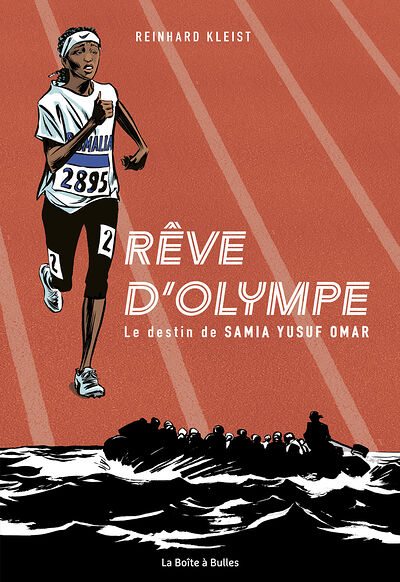 REINHARD KLEIST
SOMALIA
2895
2
2
RÊVE
D'OLYMPE
Le destin de SAMIA YUSUF OMAR
La Boîte à Bulles